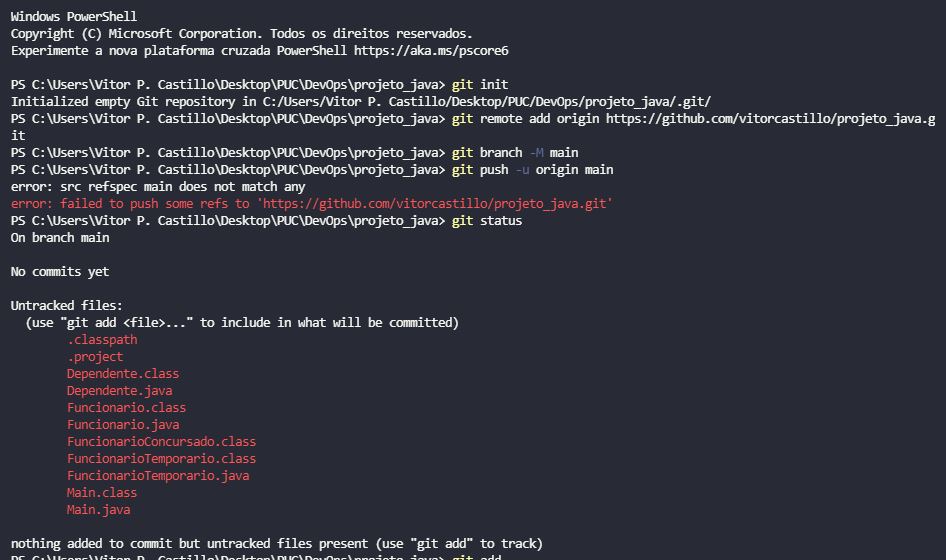 Windows PowerShell
Copyright (C) Microsoft Corporation. Todos os direitos reservados.
Experimente a nova plataforma cruzada PowerShell https://aka.ms/pscore6
PS C:\Users\Vitor P. Castillo\Desktop\PUC\DevOps\projeto_java> git init
Initialized empty Git repository in C:/Users/Vitor P. Castillo/Desktop/PUC/DevOps/projeto_java/.git/
PS C:\Users\Vitor P. Castillo\Desktop\PUC\DevOps\projeto_java> git remote add origin https://github.com/vitorcastillo/projeto_java.g
it
PS C:\Users\Vitor P. Castillo\Desktop\PUC\DevOps\projeto_java> git branch -M main
PS C:\Users\Vitor P. Castillo\Desktop\PUC\DevOps\projeto_java> git push -u origin main
error: src refspec main does not match any
error: failed to push some refs to 'https://github.com/vitorcastillo/projeto_java.git'
PS C:\Users\Vitor P. Castillo\Desktop\PUC\DevOps\projeto_java> git status
On branch main
No commits yet
Untracked files:
(use "git add <file>..." to include in what will be committed)
.classpath
.project
Dependente.class
Dependente.java
Funcionario.class
Funcionario.java
FuncionarioConcursado.class
FuncionarioTemporario.class
FuncionarioTemporario.java
Main.class
Main.java
nothing added to commit but untracked files present (use "git add" to track)
PS C:\Users\Vitor P. Castillo\Desktop\PUC\DevOps\projeto_java> git add